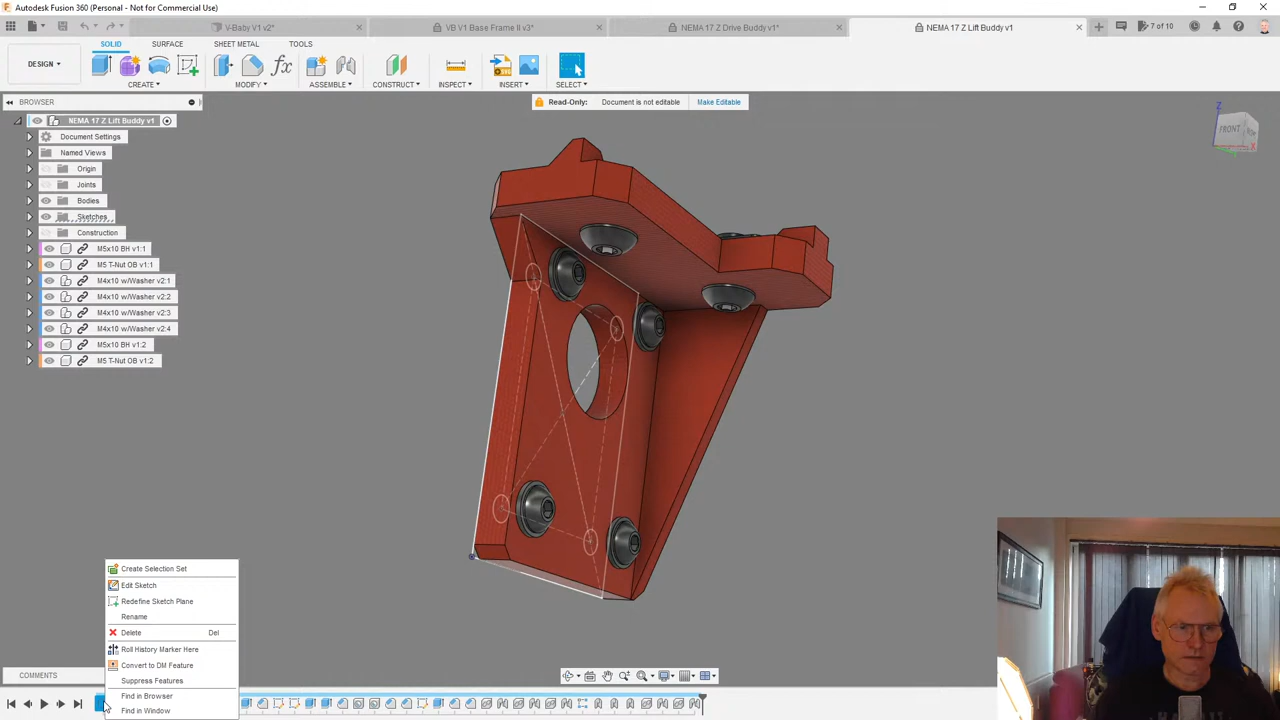 Autodesk Fusion 360 (Personal - Not for Commercial Use)
V-Baby V1 v2*
VB V1 Base Frame II v3*
NEMA 17 Z Drive Buddy v1*
NEMA 17 Z Lift Buddy v1
7 of 10
SOLID
SURFACE
SHEET METAL
TOOLS
DESIGN
CREATE
MODIFY
ASSEMBLE
CONSTRUCT
INSPECT
INSERT
SELECT
BROWSER
Read-Only:
Document is not editable
Make Editable
NEMA 17 Z Lift Buddy v1
Document Settings
Named Views
Origin
Joints
Bodies
Sketches
Construction
M5x10 BH v1:1
M5 T-Nut OB v1:1
M4x10 w/Washer v2:1
M4x10 w/Washer v2:2
M4x10 w/Washer v2:3
M4x10 w/Washer v2:4
M5x10 BH v1:2
M5 T-Nut OB v1:2
Z
FRONT
X
Create Selection Set
Edit Sketch
Redefine Sketch Plane
Rename
Delete Del
Roll History Marker Here
Convert to DM Feature
Suppress Features
Find in Browser
Find in Window
COMMENTS